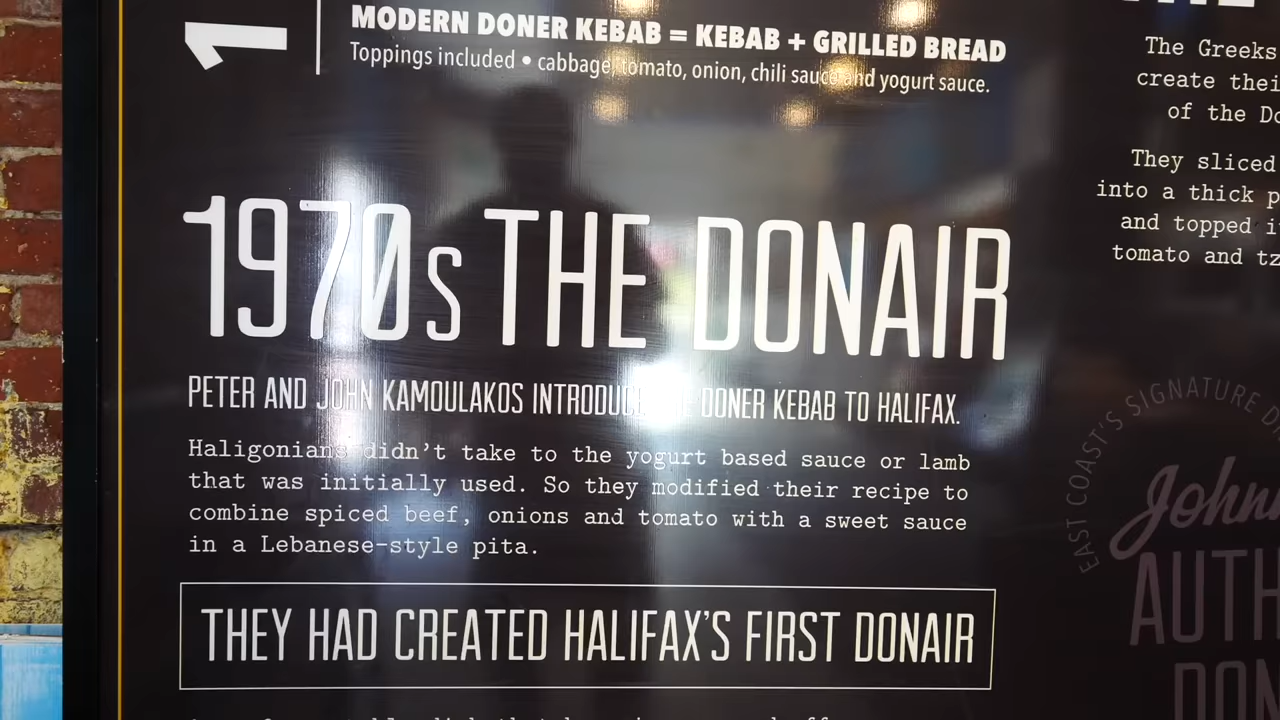 1
MODERN DONER KEBAB = KEBAB + GRILLED BREAD
Toppings included • cabbage, tomato, onion, chili sauce and yogurt sauce.
1970s THE DONAIR
PETER AND JOHN KAMOULAKOS INTRODUCE THE DONER KEBAB TO HALIFAX.
Haligonians didn't take to the yogurt based sauce or lamb
that was initially used. So they modified their recipe to
combine spiced beef, onions and tomato with a sweet sauce
in a Lebanese-style pita.
THEY HAD CREATED HALIFAX'S FIRST DONAIR
The Greeks
create thei
of the Do
They sliced
into a thick p
and topped i
tomato and tz
EAST COAST'S SIGNATURE D
John
AUTH
DON